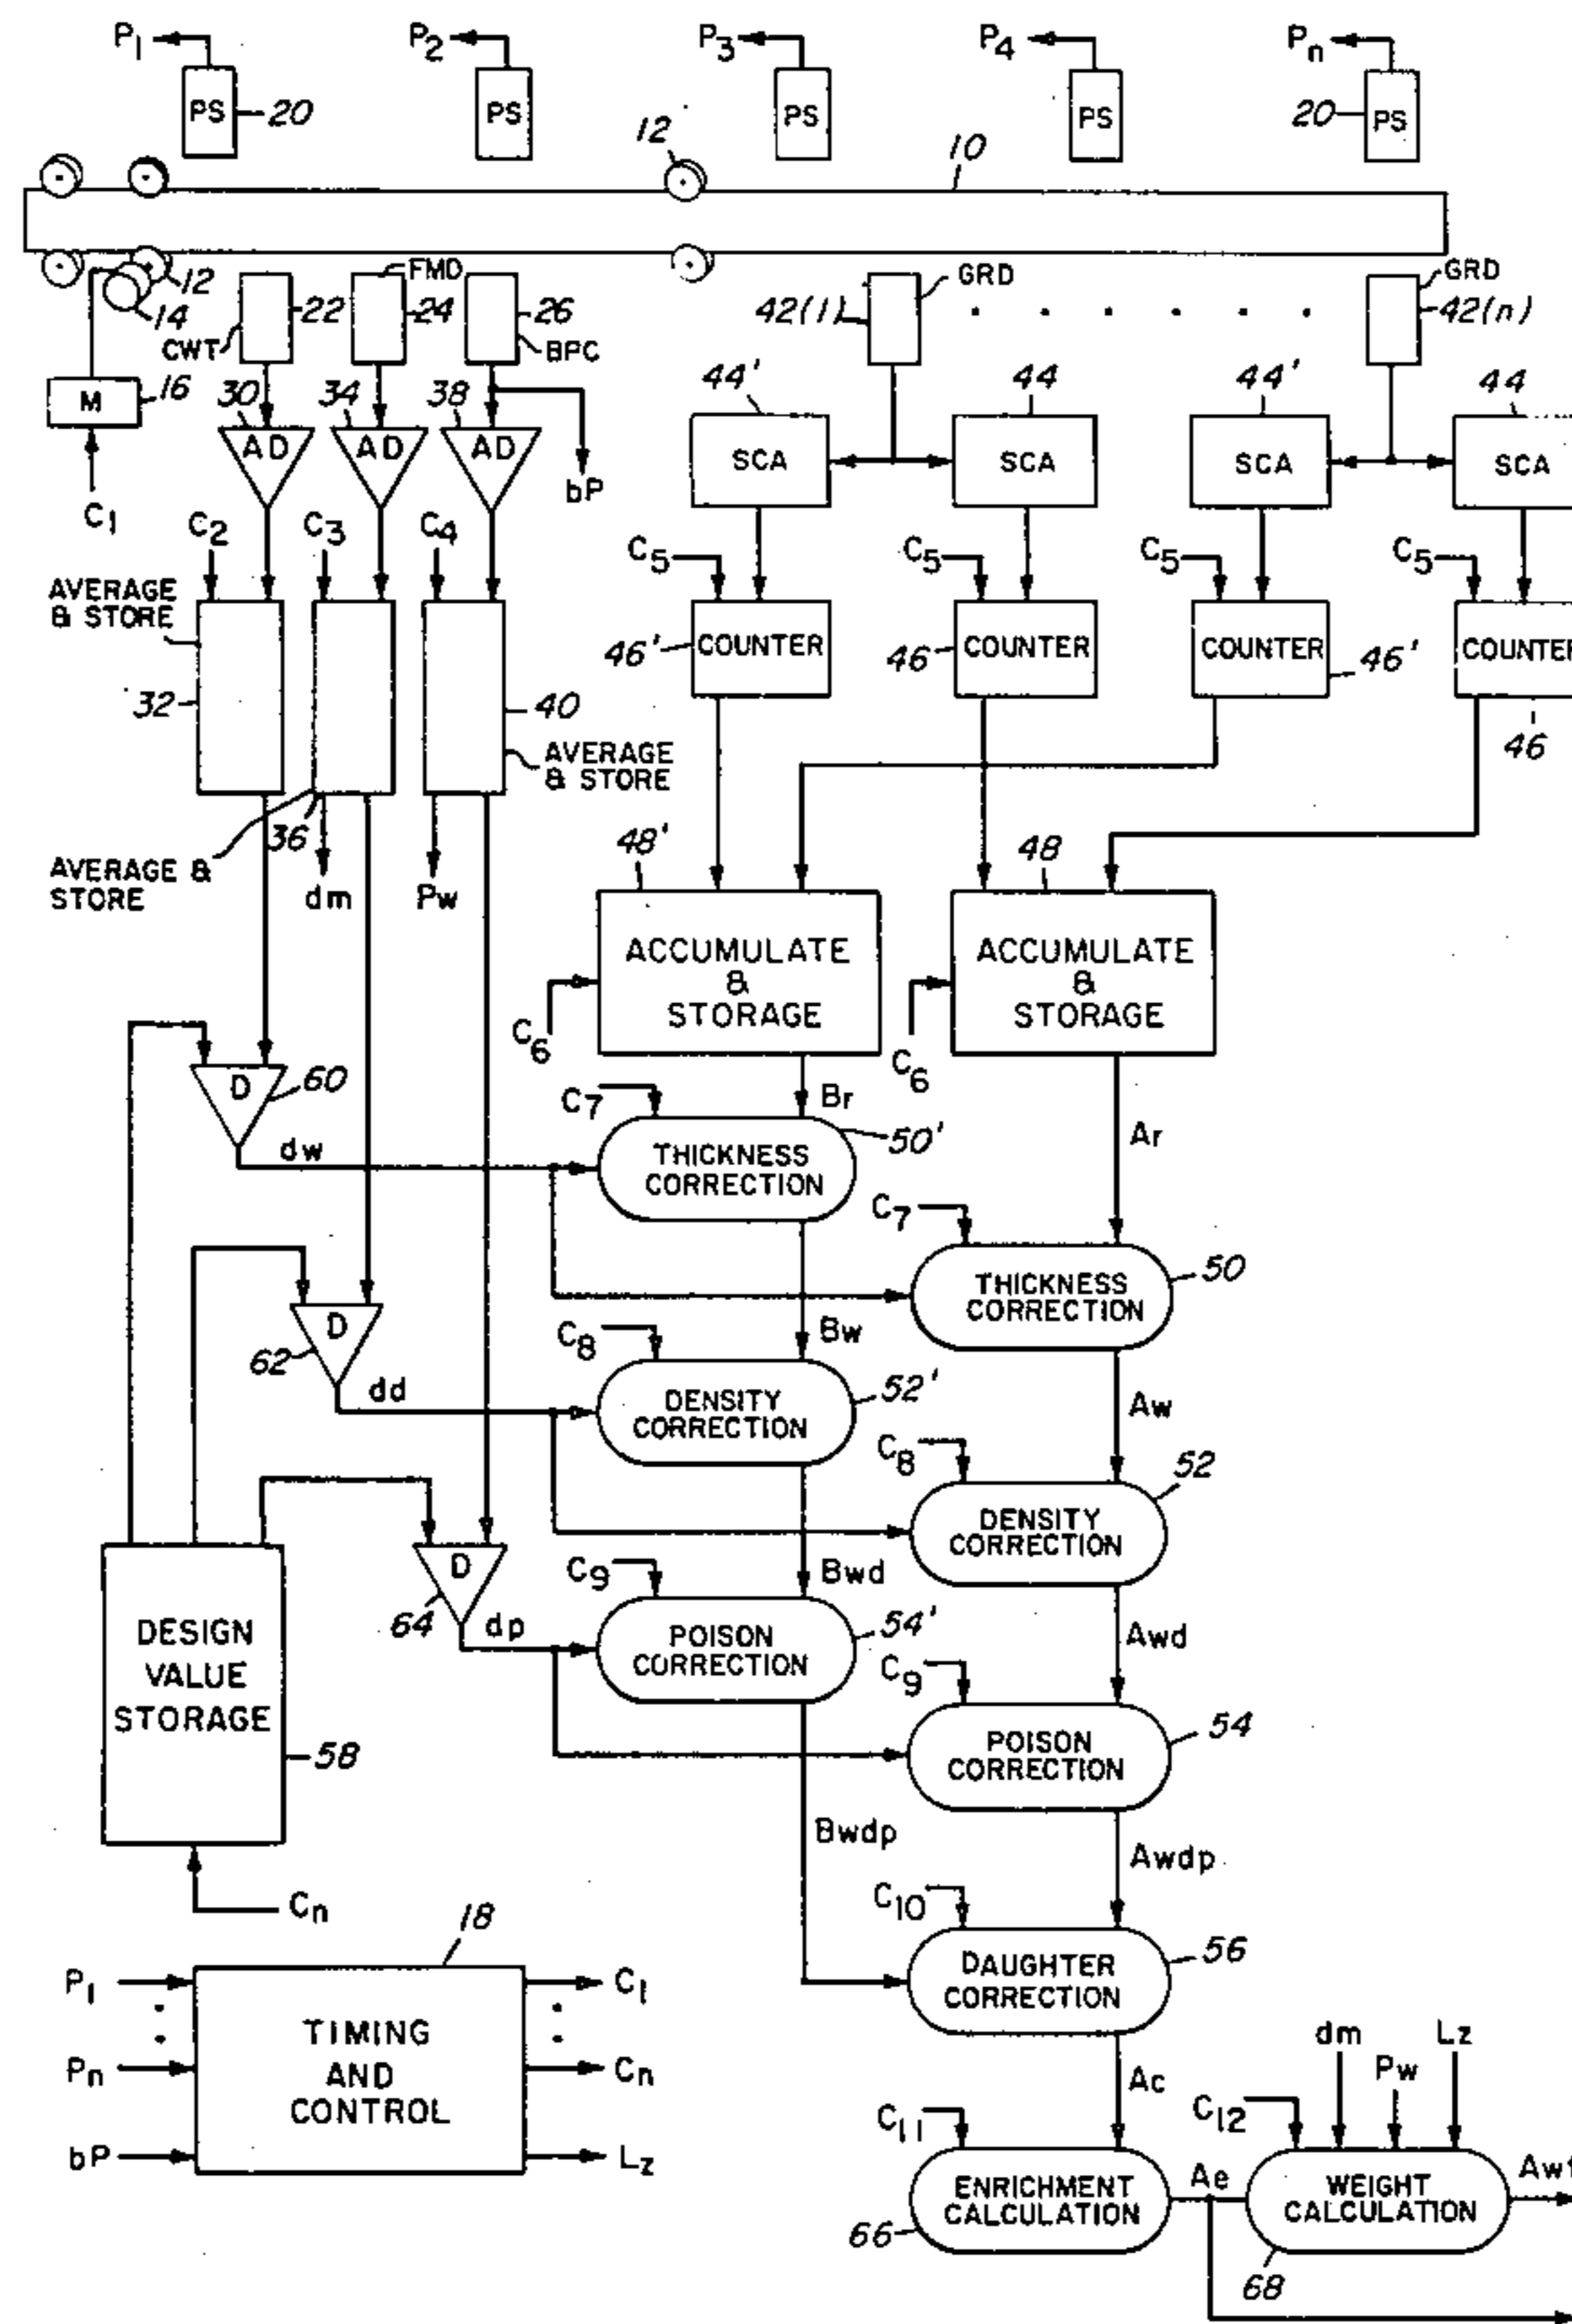 P1 P2 P3 P4 Pn
PS 20 PS PS PS 20 PS
12 10
12 14
CWT 22 FMD 24 26 BPC
GRD 42(1) GRD 42(n)
M 16
C1
30 AD 34 AD 38 AD
bP
44' SCA 44 SCA 44' SCA 44 SCA
C2 C3 C4
C5 C5 C5 C5
AVERAGE
& STORE
32
46' COUNTER 46 COUNTER COUNTER 46' COUNTER
46
40
AVERAGE
& STORE
36
AVERAGE &
STORE
dm Pw
48' 48
ACCUMULATE
&
STORAGE
ACCUMULATE
&
STORAGE
C6 C6
D 60
dw
C7 Br
50'
THICKNESS
CORRECTION
Ar
C7
50
THICKNESS
CORRECTION
D
62
dd
C8 Bw
52'
DENSITY
CORRECTION
Aw
C8
52
DENSITY
CORRECTION
D
64
dp
C9 Bwd
54'
POISON
CORRECTION
Awd
C9
54
POISON
CORRECTION
DESIGN
VALUE
STORAGE
58
Cn
Bwdp Awdp
C10
56
DAUGHTER
CORRECTION
18
P1 C1
TIMING
AND
CONTROL
Pn Cn
bP Lz
Ac
C11
ENRICHMENT
CALCULATION
66
Ae
C12 dm Pw Lz
WEIGHT
CALCULATION
68